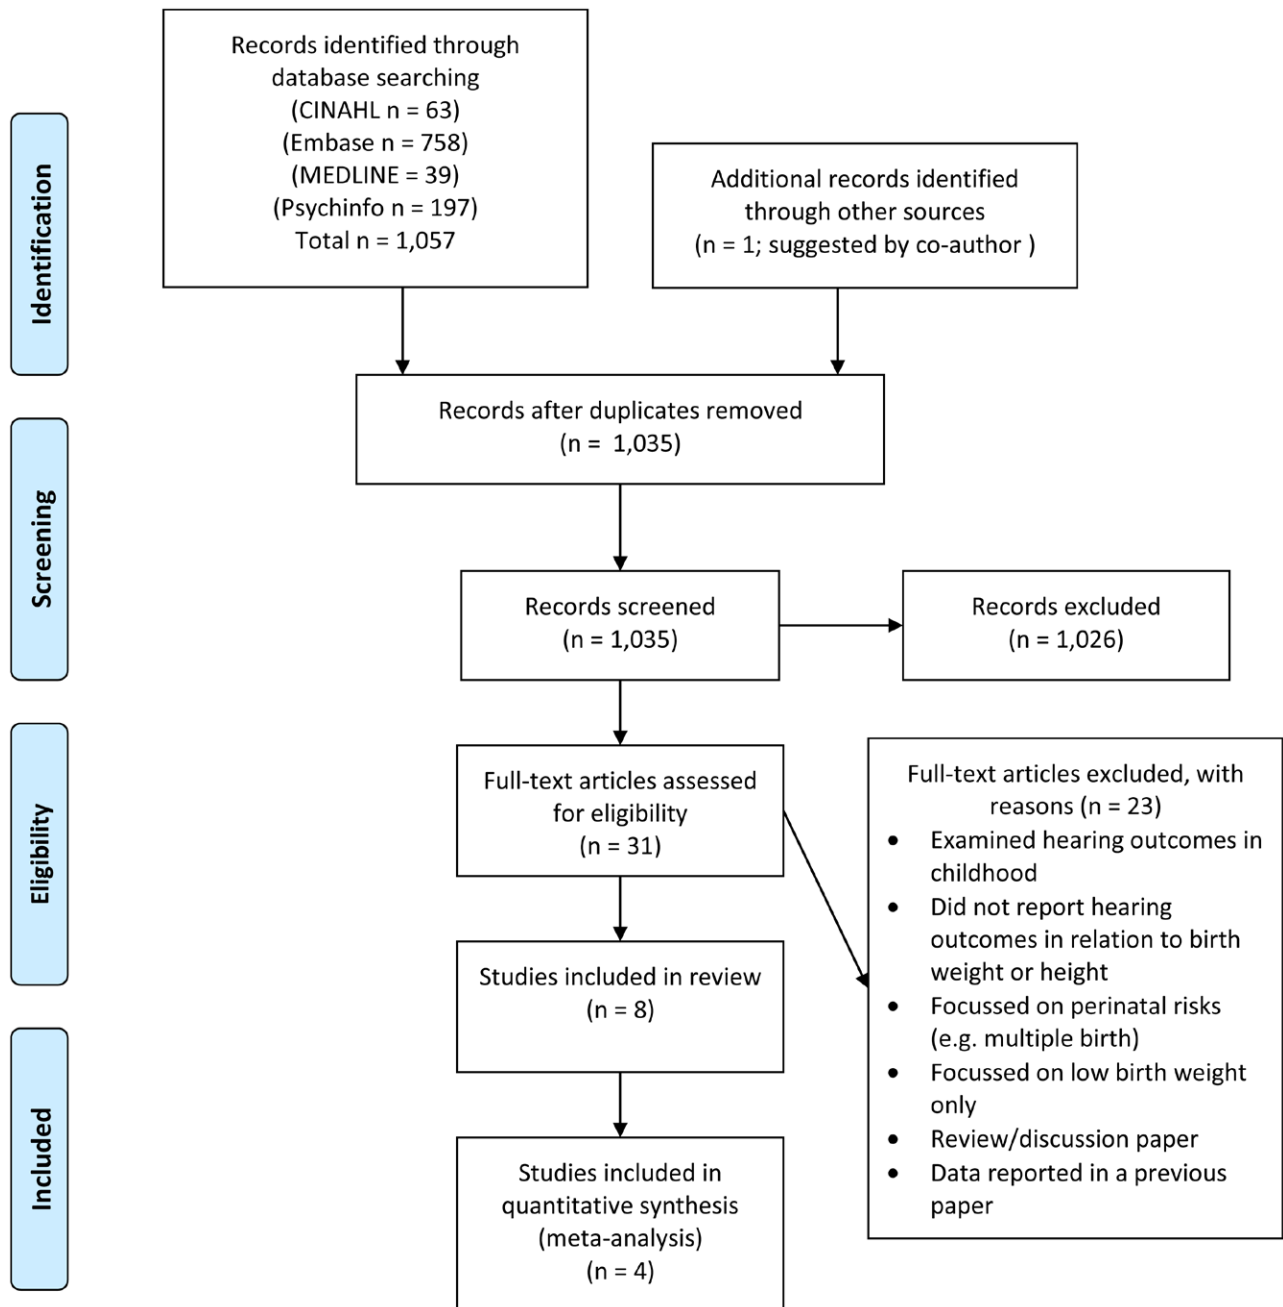 Records identified through
database searching
(CINAHL n = 63)
(Embase n = 758)
(MEDLINE = 39)
(Psychinfo n = 197)
Total n = 1,057
Additional records identified
through other sources
(n = 1; suggested by co-author )
Identification
Records after duplicates removed
(n = 1,035)
Screening
Records screened
(n = 1,035)
Records excluded
(n = 1,026)
Eligibility
Full-text articles assessed
for eligibility
(n = 31)
Full-text articles excluded, with
reasons (n = 23)
• Examined hearing outcomes in
childhood
• Did not report hearing
outcomes in relation to birth
weight or height
• Focussed on perinatal risks
(e.g. multiple birth)
• Focussed on low birth weight
only
• Review/discussion paper
• Data reported in a previous
paper
Studies included in review
(n = 8)
Included
Studies included in
quantitative synthesis
(meta-analysis)
(n = 4)